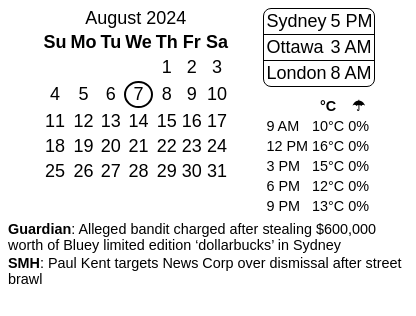 August 2024
Su Mo Tu We Th Fr Sa
1 2 3
4 5 6 7 8 9 10
11 12 13 14 15 16 17
18 19 20 21 22 23 24
25 26 27 28 29 30 31
Sydney 5 PM
Ottawa 3 AM
London 8 AM
°C ☂
9 AM 10°C 0%
12 PM 16°C 0%
3 PM 15°C 0%
6 PM 12°C 0%
9 PM 13°C 0%
Guardian: Alleged bandit charged after stealing $600,000
worth of Bluey limited edition ‘dollarbucks’ in Sydney
SMH: Paul Kent targets News Corp over dismissal after street
brawl